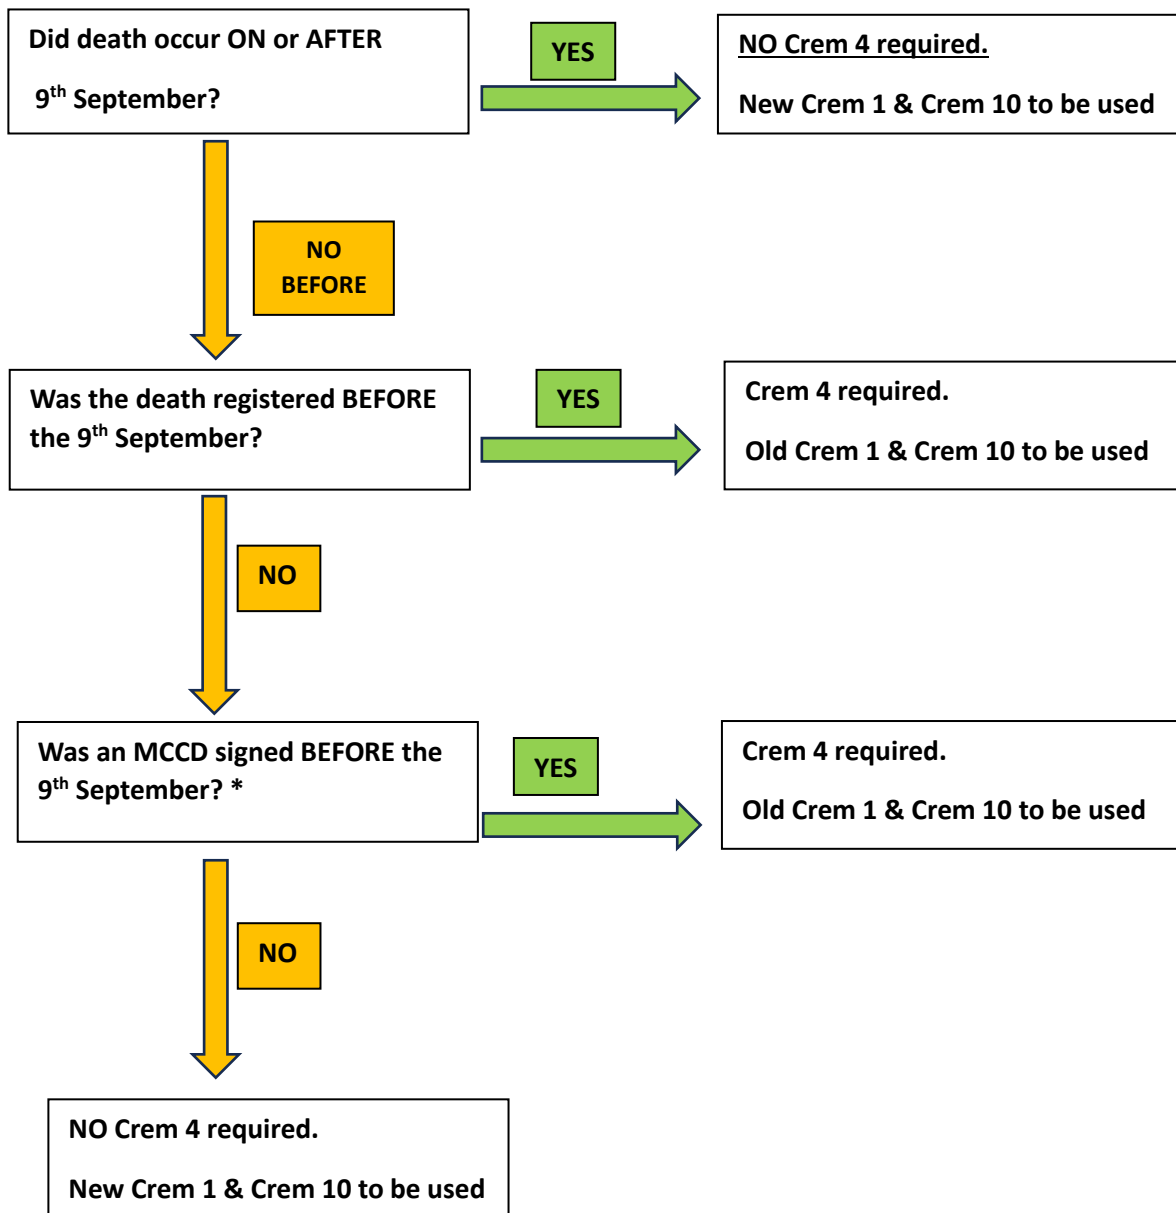 Did death occur ON or AFTER
9th September?
YES
NO Crem 4 required.
New Crem 1 & Crem 10 to be used
NO
BEFORE
Was the death registered BEFORE
the 9th September?
YES
Crem 4 required.
Old Crem 1 & Crem 10 to be used
NO
Was an MCCD signed BEFORE the
9th September? *
YES
Crem 4 required.
Old Crem 1 & Crem 10 to be used
NO
NO Crem 4 required.
New Crem 1 & Crem 10 to be used